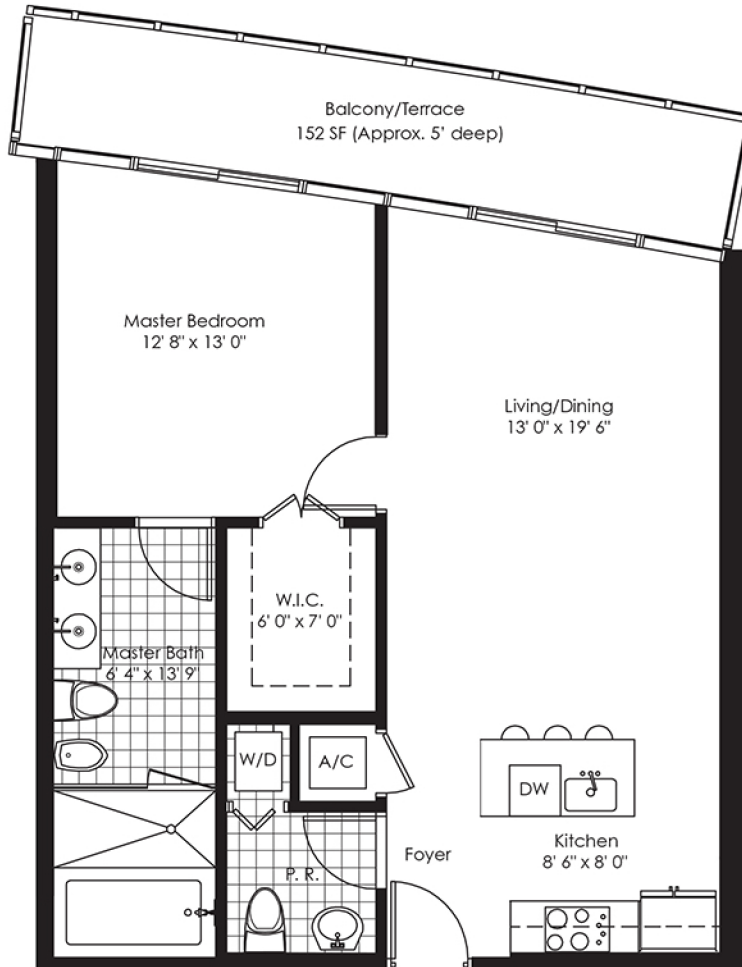 Balcony/Terrace
152 SF (Approx. 5' deep)
Master Bedroom
12' 8" x 13' 0"
Living/Dining
13' 0" x 19' 6"
W.I.C.
6' 0" x 7' 0"
Master Bath
6' 4" x 13' 9"
W/D
A/C
DW
Kitchen
8' 6" x 8' 0"
Foyer
P. R.